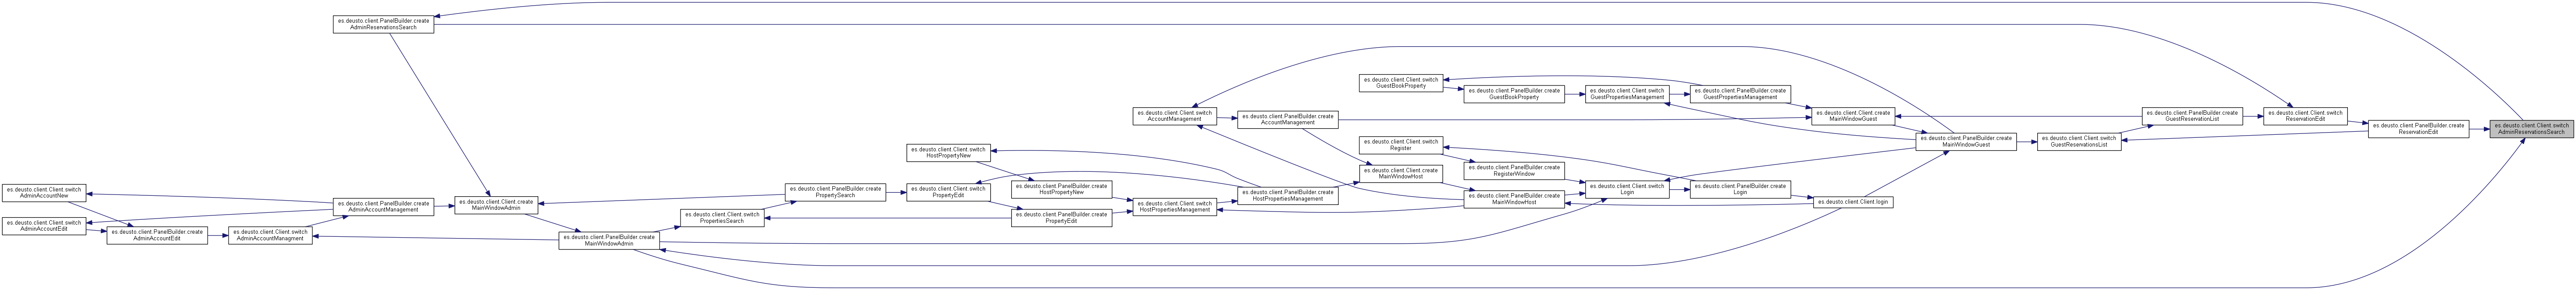 es.deusto.client.PanelBuilder.create
AdminReservationsSearch
es.deusto.client.Client.switch
AdminAccountNew
es.deusto.client.Client.switch
AdminAccountEdit
es.deusto.client.PanelBuilder.create
AdminAccountEdit
es.deusto.client.Client.switch
AdminAccountManagment
es.deusto.client.PanelBuilder.create
AdminAccountManagement
es.deusto.client.Client.create
MainWindowAdmin
es.deusto.client.PanelBuilder.create
MainWindowAdmin
es.deusto.client.Client.switch
PropertiesSearch
es.deusto.client.PanelBuilder.create
PropertySearch
es.deusto.client.Client.switch
HostPropertyNew
es.deusto.client.Client.switch
PropertyEdit
es.deusto.client.PanelBuilder.create
HostPropertyNew
es.deusto.client.PanelBuilder.create
PropertyEdit
es.deusto.client.Client.switch
AccountManagement
es.deusto.client.Client.switch
HostPropertiesManagement
es.deusto.client.PanelBuilder.create
AccountManagement
es.deusto.client.PanelBuilder.create
HostPropertiesManagement
es.deusto.client.Client.switch
GuestBookProperty
es.deusto.client.Client.switch
Register
es.deusto.client.Client.create
MainWindowHost
es.deusto.client.PanelBuilder.create
GuestBookProperty
es.deusto.client.PanelBuilder.create
RegisterWindow
es.deusto.client.PanelBuilder.create
MainWindowHost
es.deusto.client.Client.switch
GuestPropertiesManagement
es.deusto.client.Client.switch
Login
es.deusto.client.PanelBuilder.create
GuestPropertiesManagement
es.deusto.client.PanelBuilder.create
Login
es.deusto.client.Client.create
MainWindowGuest
es.deusto.client.Client.login
es.deusto.client.PanelBuilder.create
MainWindowGuest
es.deusto.client.Client.switch
GuestReservationsList
es.deusto.client.PanelBuilder.create
GuestReservationList
es.deusto.client.Client.switch
ReservationEdit
es.deusto.client.PanelBuilder.create
ReservationEdit
es.deusto.client.Client.switch
AdminReservationsSearch